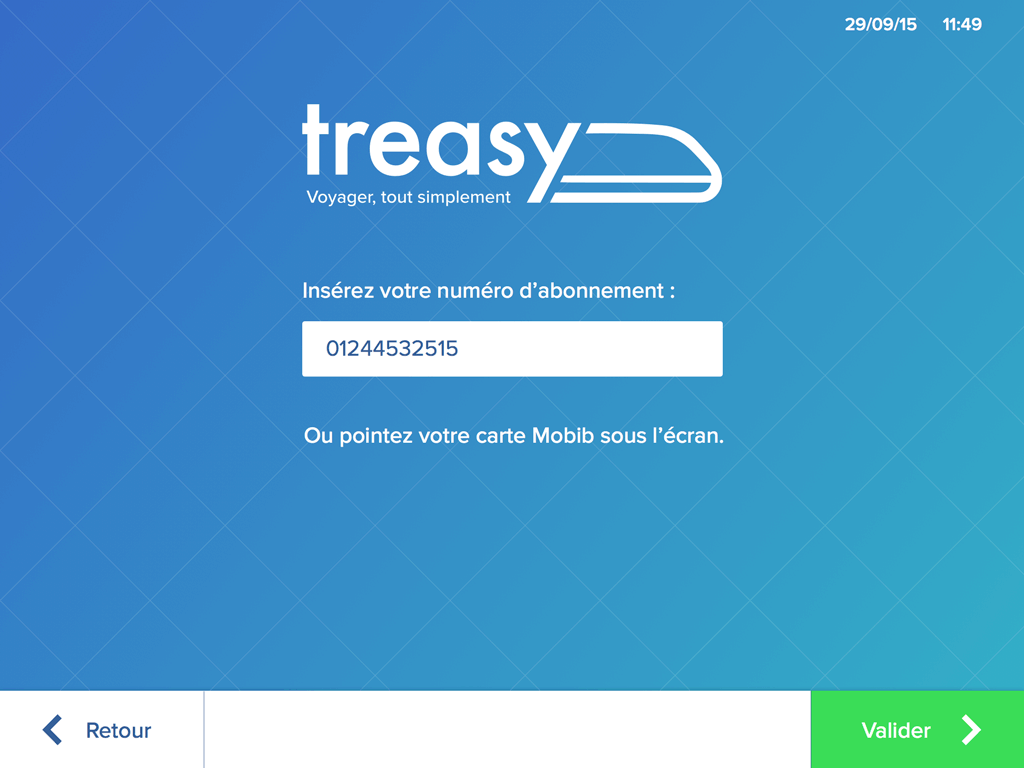 29/09/15 11:49
treasy
Voyager, tout simplement
Insérez votre numéro d’abonnement :
01244532515
Ou pointez votre carte Mobib sous l’écran.
Retour
Valider